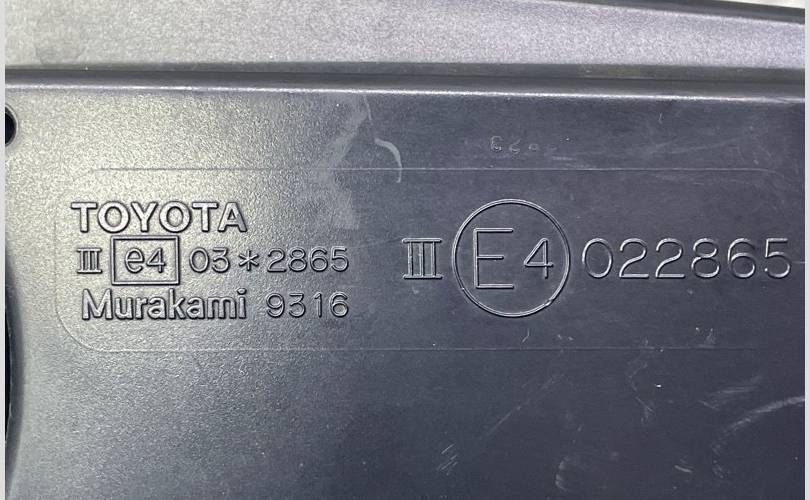 TOYOTA
III e4 03*2865
Murakami 9316
III E4 022865